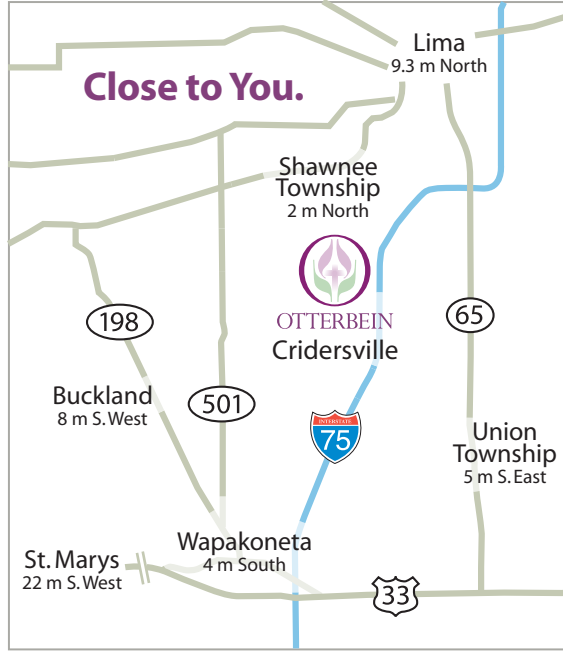 Lima
9.3 m North
Close to You.
Shawnee
Township
2 m North
OTTERBEIN
Cridersville
198
65
501
Buckland
8 m S.West
INTERSTATE
75
Union
Township
5 m S.East
Wapakoneta
4 m South
St.Marys
22 m S.West
33